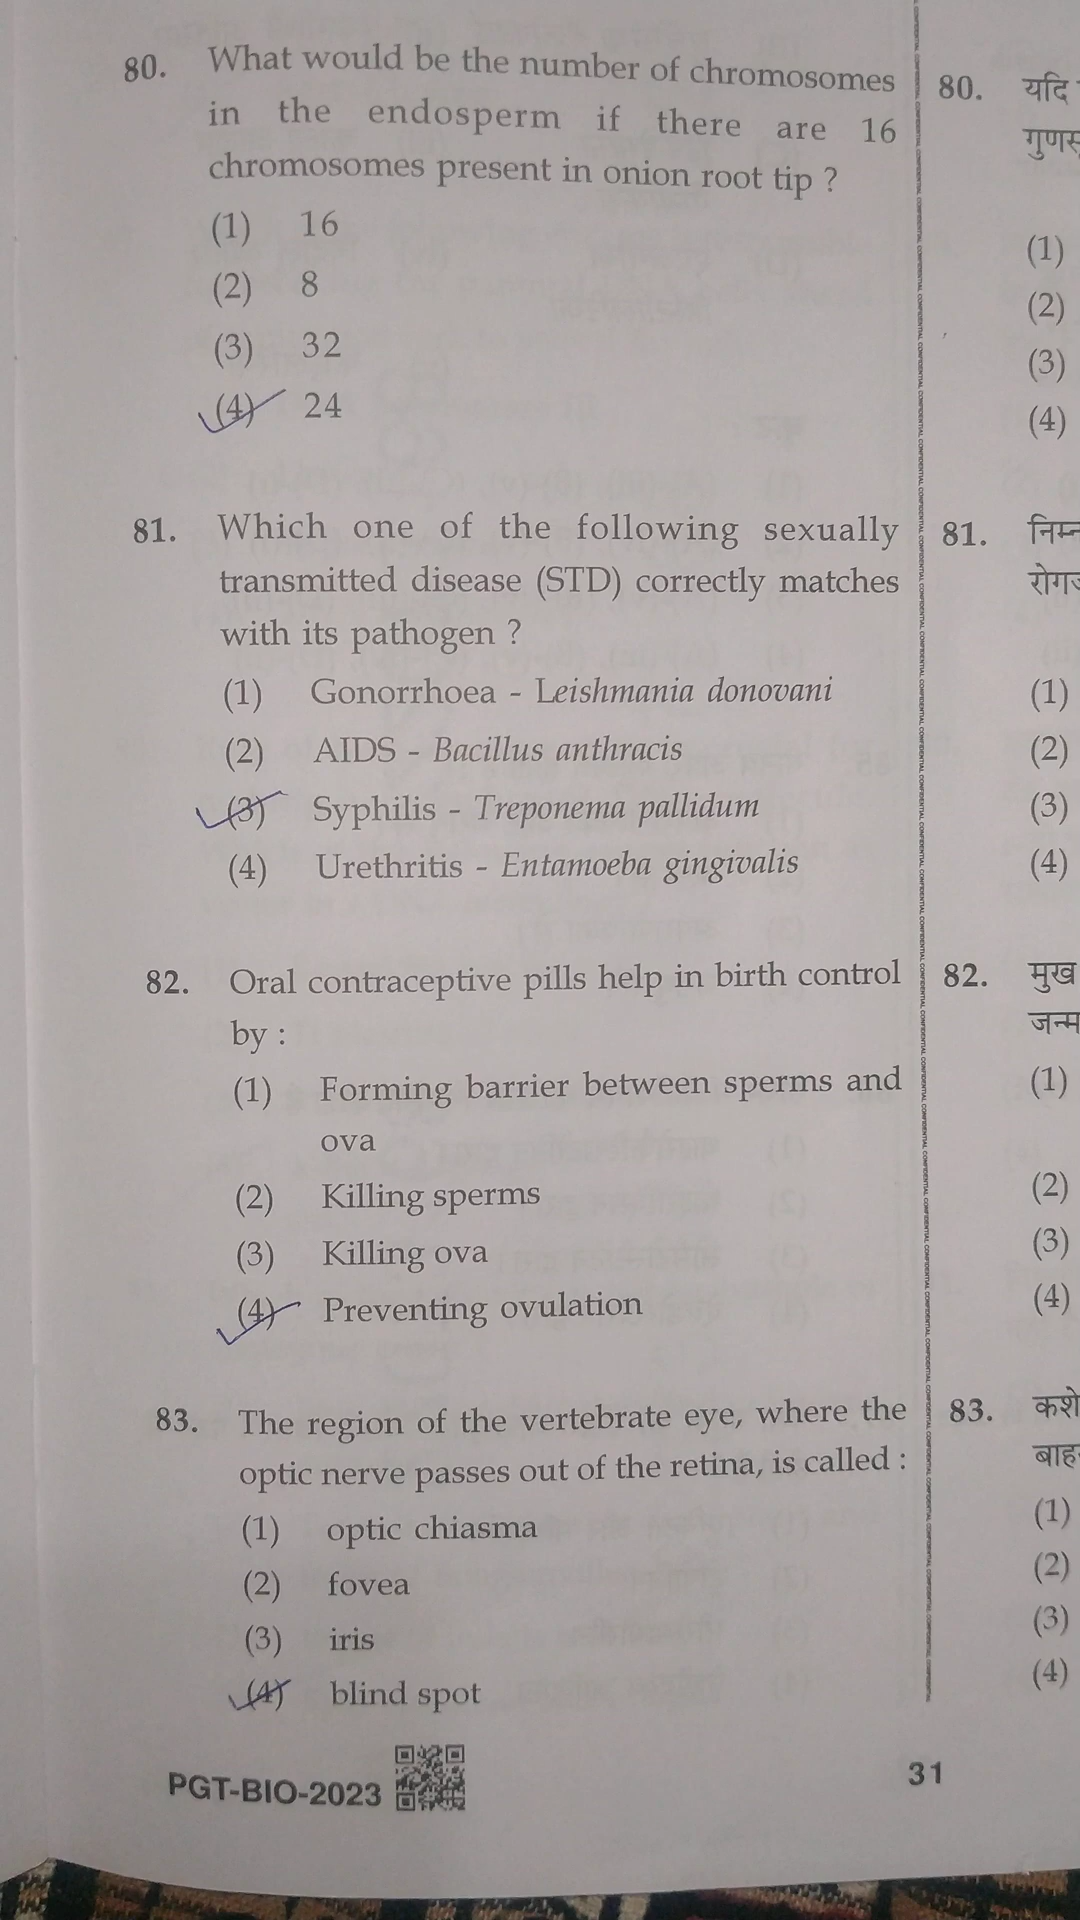 80. What would be the number of chromosomes
in the endosperm if there are 16
chromosomes present in onion root tip ?
(1) 16
(2) 8
(3) 32
(4) 24
81. Which one of the following sexually
transmitted disease (STD) correctly matches
with its pathogen ?
(1) Gonorrhoea - Leishmania donovani
(2) AIDS - Bacillus anthracis
(3) Syphilis - Treponema pallidum
(4) Urethritis - Entamoeba gingivalis
82. Oral contraceptive pills help in birth control
by :
(1) Forming barrier between sperms and
ova
(2) Killing sperms
(3) Killing ova
(4) Preventing ovulation
83. The region of the vertebrate eye, where the
optic nerve passes out of the retina, is called :
(1) optic chiasma
(2) fovea
(3) iris
(4) blind spot
PGT-BIO-2023
31
80. यदि
(1)
(2)
(3)
(4)
81.
(1)
(2)
(3)
(4)
82. मुख
जन्म
(1)
(2)
(3)
(4)
83.
(1)
(2)
(3)
(4)